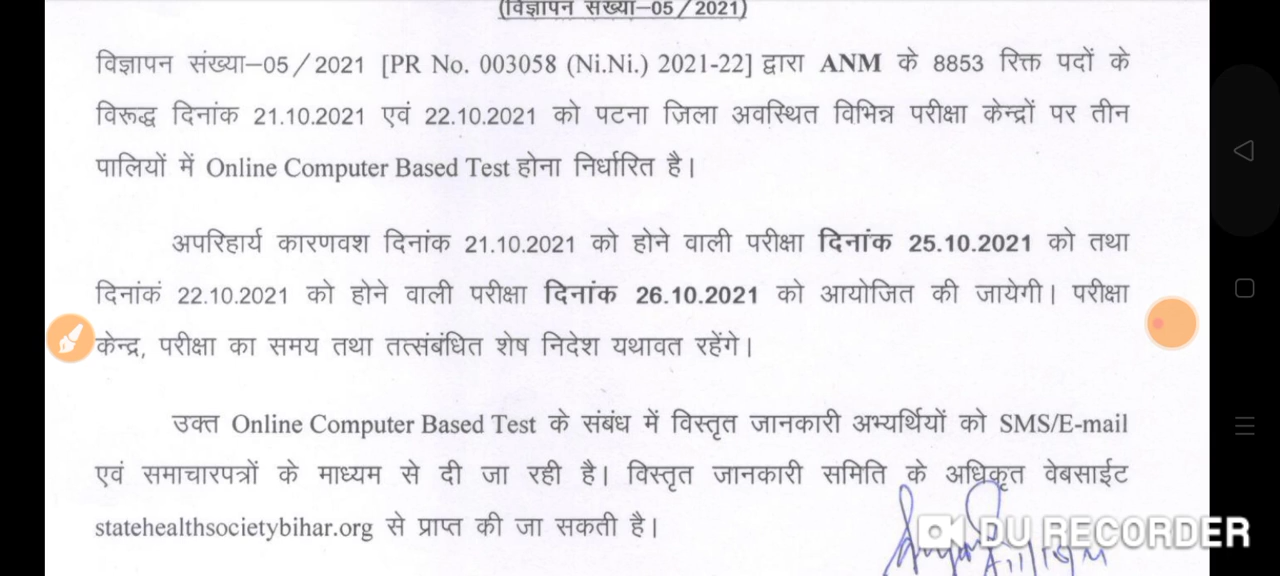 (विज्ञापन संख्या–05/2021)
विज्ञापन संख्या–05/2021 [PR No. 003058 (Ni.Ni.) 2021-22] द्वारा ANM के 8853 रिक्त पदों के
विरूद्ध दिनांक 21.10.2021 एवं 22.10.2021 को पटना जिला अवस्थित विभिन्न परीक्षा केन्द्रों पर तीन
पालियों में Online Computer Based Test होना निर्धारित है।
अपरिहार्य कारणवश दिनांक 21.10.2021 को होने वाली परीक्षा दिनांक 25.10.2021 को तथा
दिनांकं 22.10.2021 को होने वाली परीक्षा दिनांक 26.10.2021 को आयोजित की जायेगी। परीक्षा
केन्द्र, परीक्षा का समय तथा तत्संबंधित शेष निदेश यथावत रहेंगे।
उक्त Online Computer Based Test के संबंध में विस्तृत जानकारी अभ्यर्थियों को SMS/E-mail
एवं समाचारपत्रों के माध्यम से दी जा रही है। विस्तृत जानकारी समिति के अधिकृत वेबसाईट
statehealthsocietybihar.org से प्राप्त की जा सकती है।
DU RECORDER